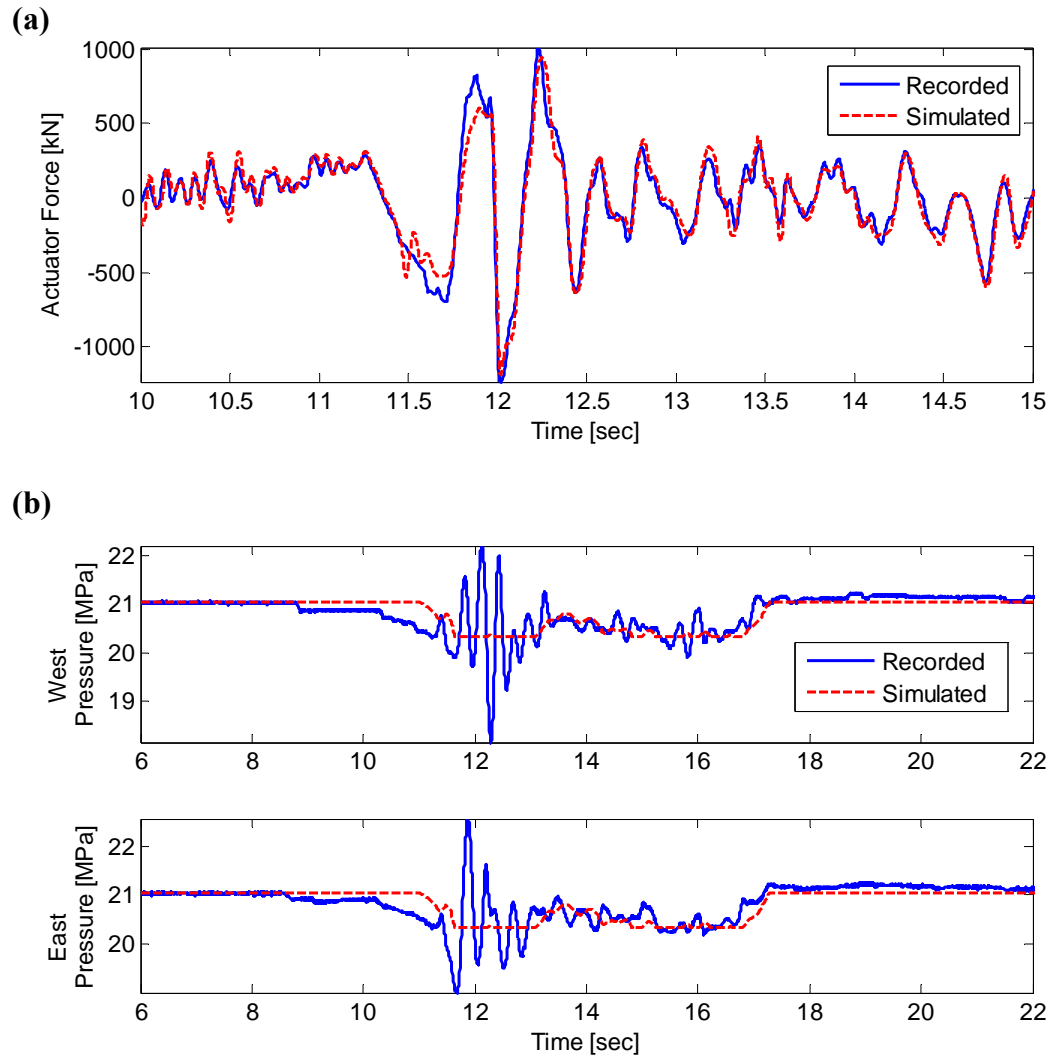 (a)
Actuator Force [kN]
1000
500
0
-500
-1000
Recorded
Simulated
10 10.5 11 11.5 12 12.5 13 13.5 14 14.5 15
Time [sec]
(b)
West
Pressure [MPa]
22
21
20
19
Recorded
Simulated
6 8 10 12 14 16 18 20 22
East
Pressure [MPa]
22
21
20
6 8 10 12 14 16 18 20 22
Time [sec]